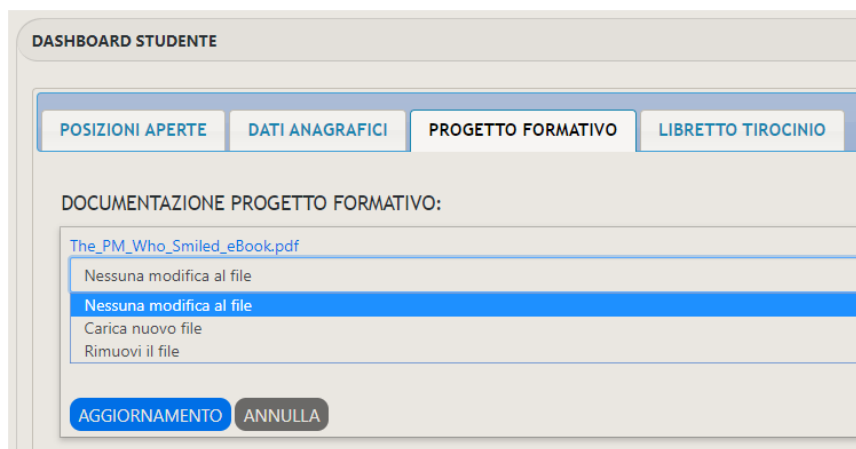 DASHBOARD STUDENTE
POSIZIONI APERTE DATI ANAGRAFICI PROGETTO FORMATIVO LIBRETTO TIROCINIO
DOCUMENTAZIONE PROGETTO FORMATIVO:
The_PM_Who_Smiled_eBook.pdf
Nessuna modifica al file
Nessuna modifica al file
Carica nuovo file
Rimuovi il file
AGGIORNAMENTO ANNULLA